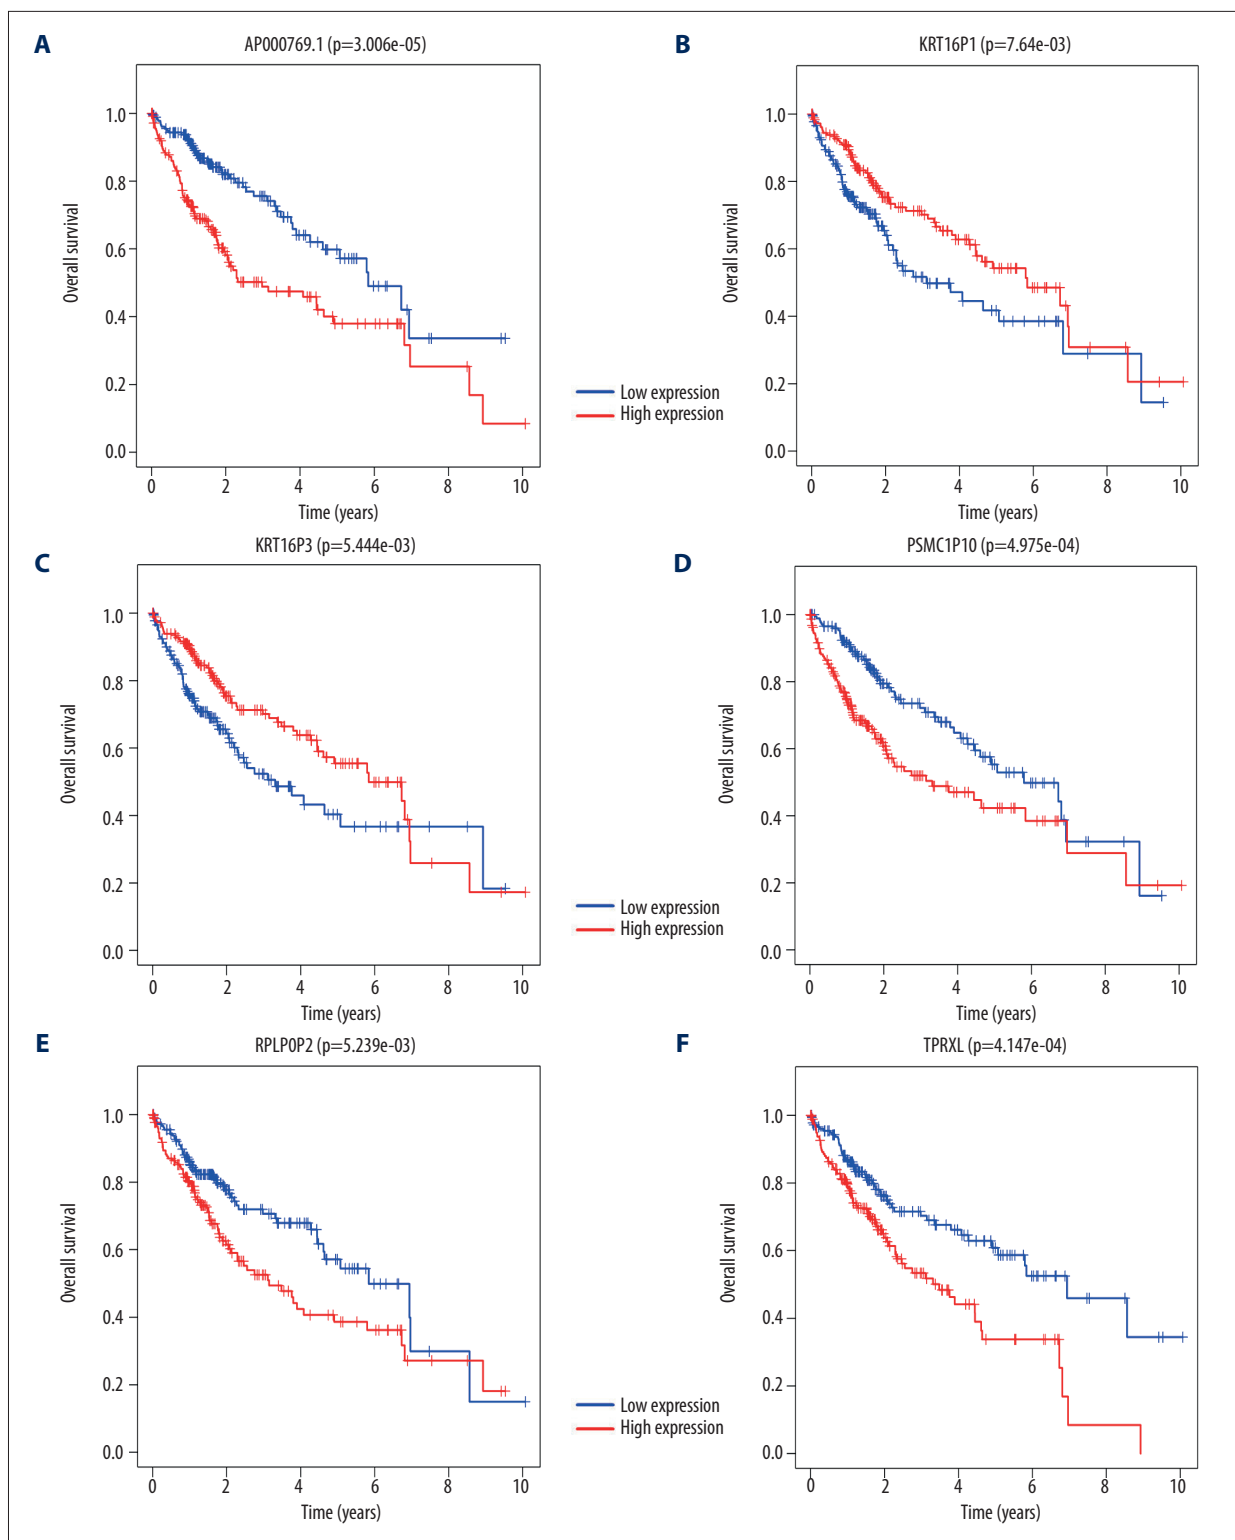 A
AP000769.1 (p=3.006e-05)
Overall survival
1.0
0.8
0.6
0.4
0.2
0.0
0 2 4 6 8 10
Time (years)
B
KRT16P1 (p=7.64e-03)
Overall survival
1.0
0.8
0.6
0.4
0.2
0.0
0 2 4 6 8 10
Time (years)
Low expression
High expression
C
KRT16P3 (p=5.444e-03)
Overall survival
1.0
0.8
0.6
0.4
0.2
0.0
0 2 4 6 8 10
Time (years)
D
PSMC1P10 (p=4.975e-04)
Overall survival
1.0
0.8
0.6
0.4
0.2
0.0
0 2 4 6 8 10
Time (years)
Low expression
High expression
E
RPLP0P2 (p=5.239e-03)
Overall survival
1.0
0.8
0.6
0.4
0.2
0.0
0 2 4 6 8 10
Time (years)
F
TPRXL (p=4.147e-04)
Overall survival
1.0
0.8
0.6
0.4
0.2
0.0
0 2 4 6 8 10
Time (years)
Low expression
High expression